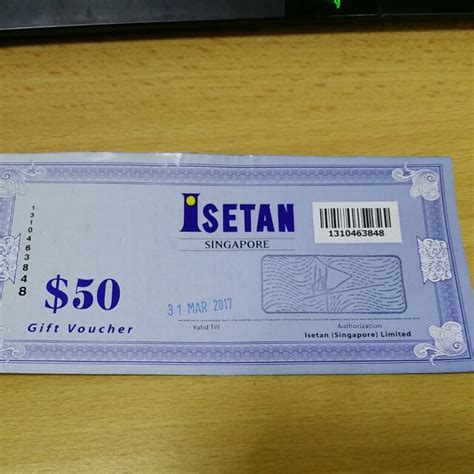 ISETAN
SINGAPORE
1310463848
1310463848
$50
Gift Voucher
31 MAR 2017
Valid Till
Authorization
Isetan (Singapore) Limited